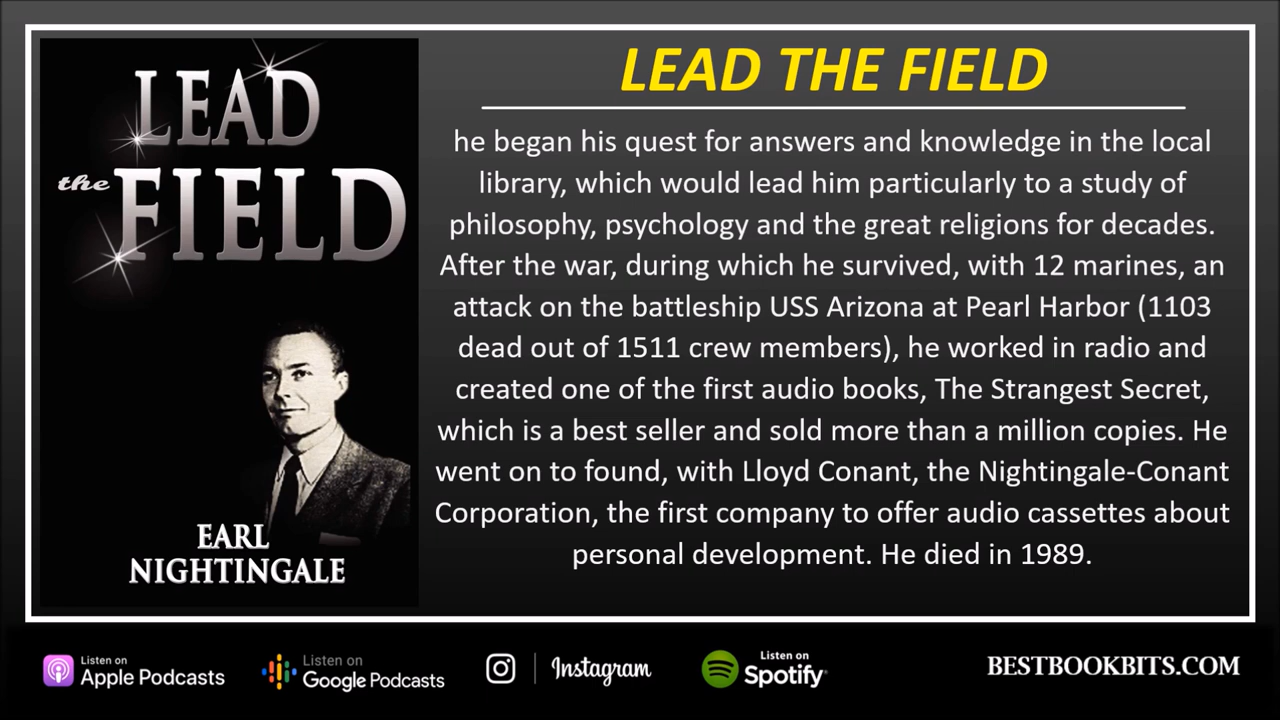 LEAD
the FIELD
EARL
NIGHTINGALE
LEAD THE FIELD
he began his quest for answers and knowledge in the local
library, which would lead him particularly to a study of
philosophy, psychology and the great religions for decades.
After the war, during which he survived, with 12 marines, an
attack on the battleship USS Arizona at Pearl Harbor (1103
dead out of 1511 crew members), he worked in radio and
created one of the first audio books, The Strangest Secret,
which is a best seller and sold more than a million copies. He
went on to found, with Lloyd Conant, the Nightingale-Conant
Corporation, the first company to offer audio cassettes about
personal development. He died in 1989.
Listen on
Apple Podcasts
Listen on
Google Podcasts
Instagram
Listen on
Spotify
BESTBOOKBITS.COM